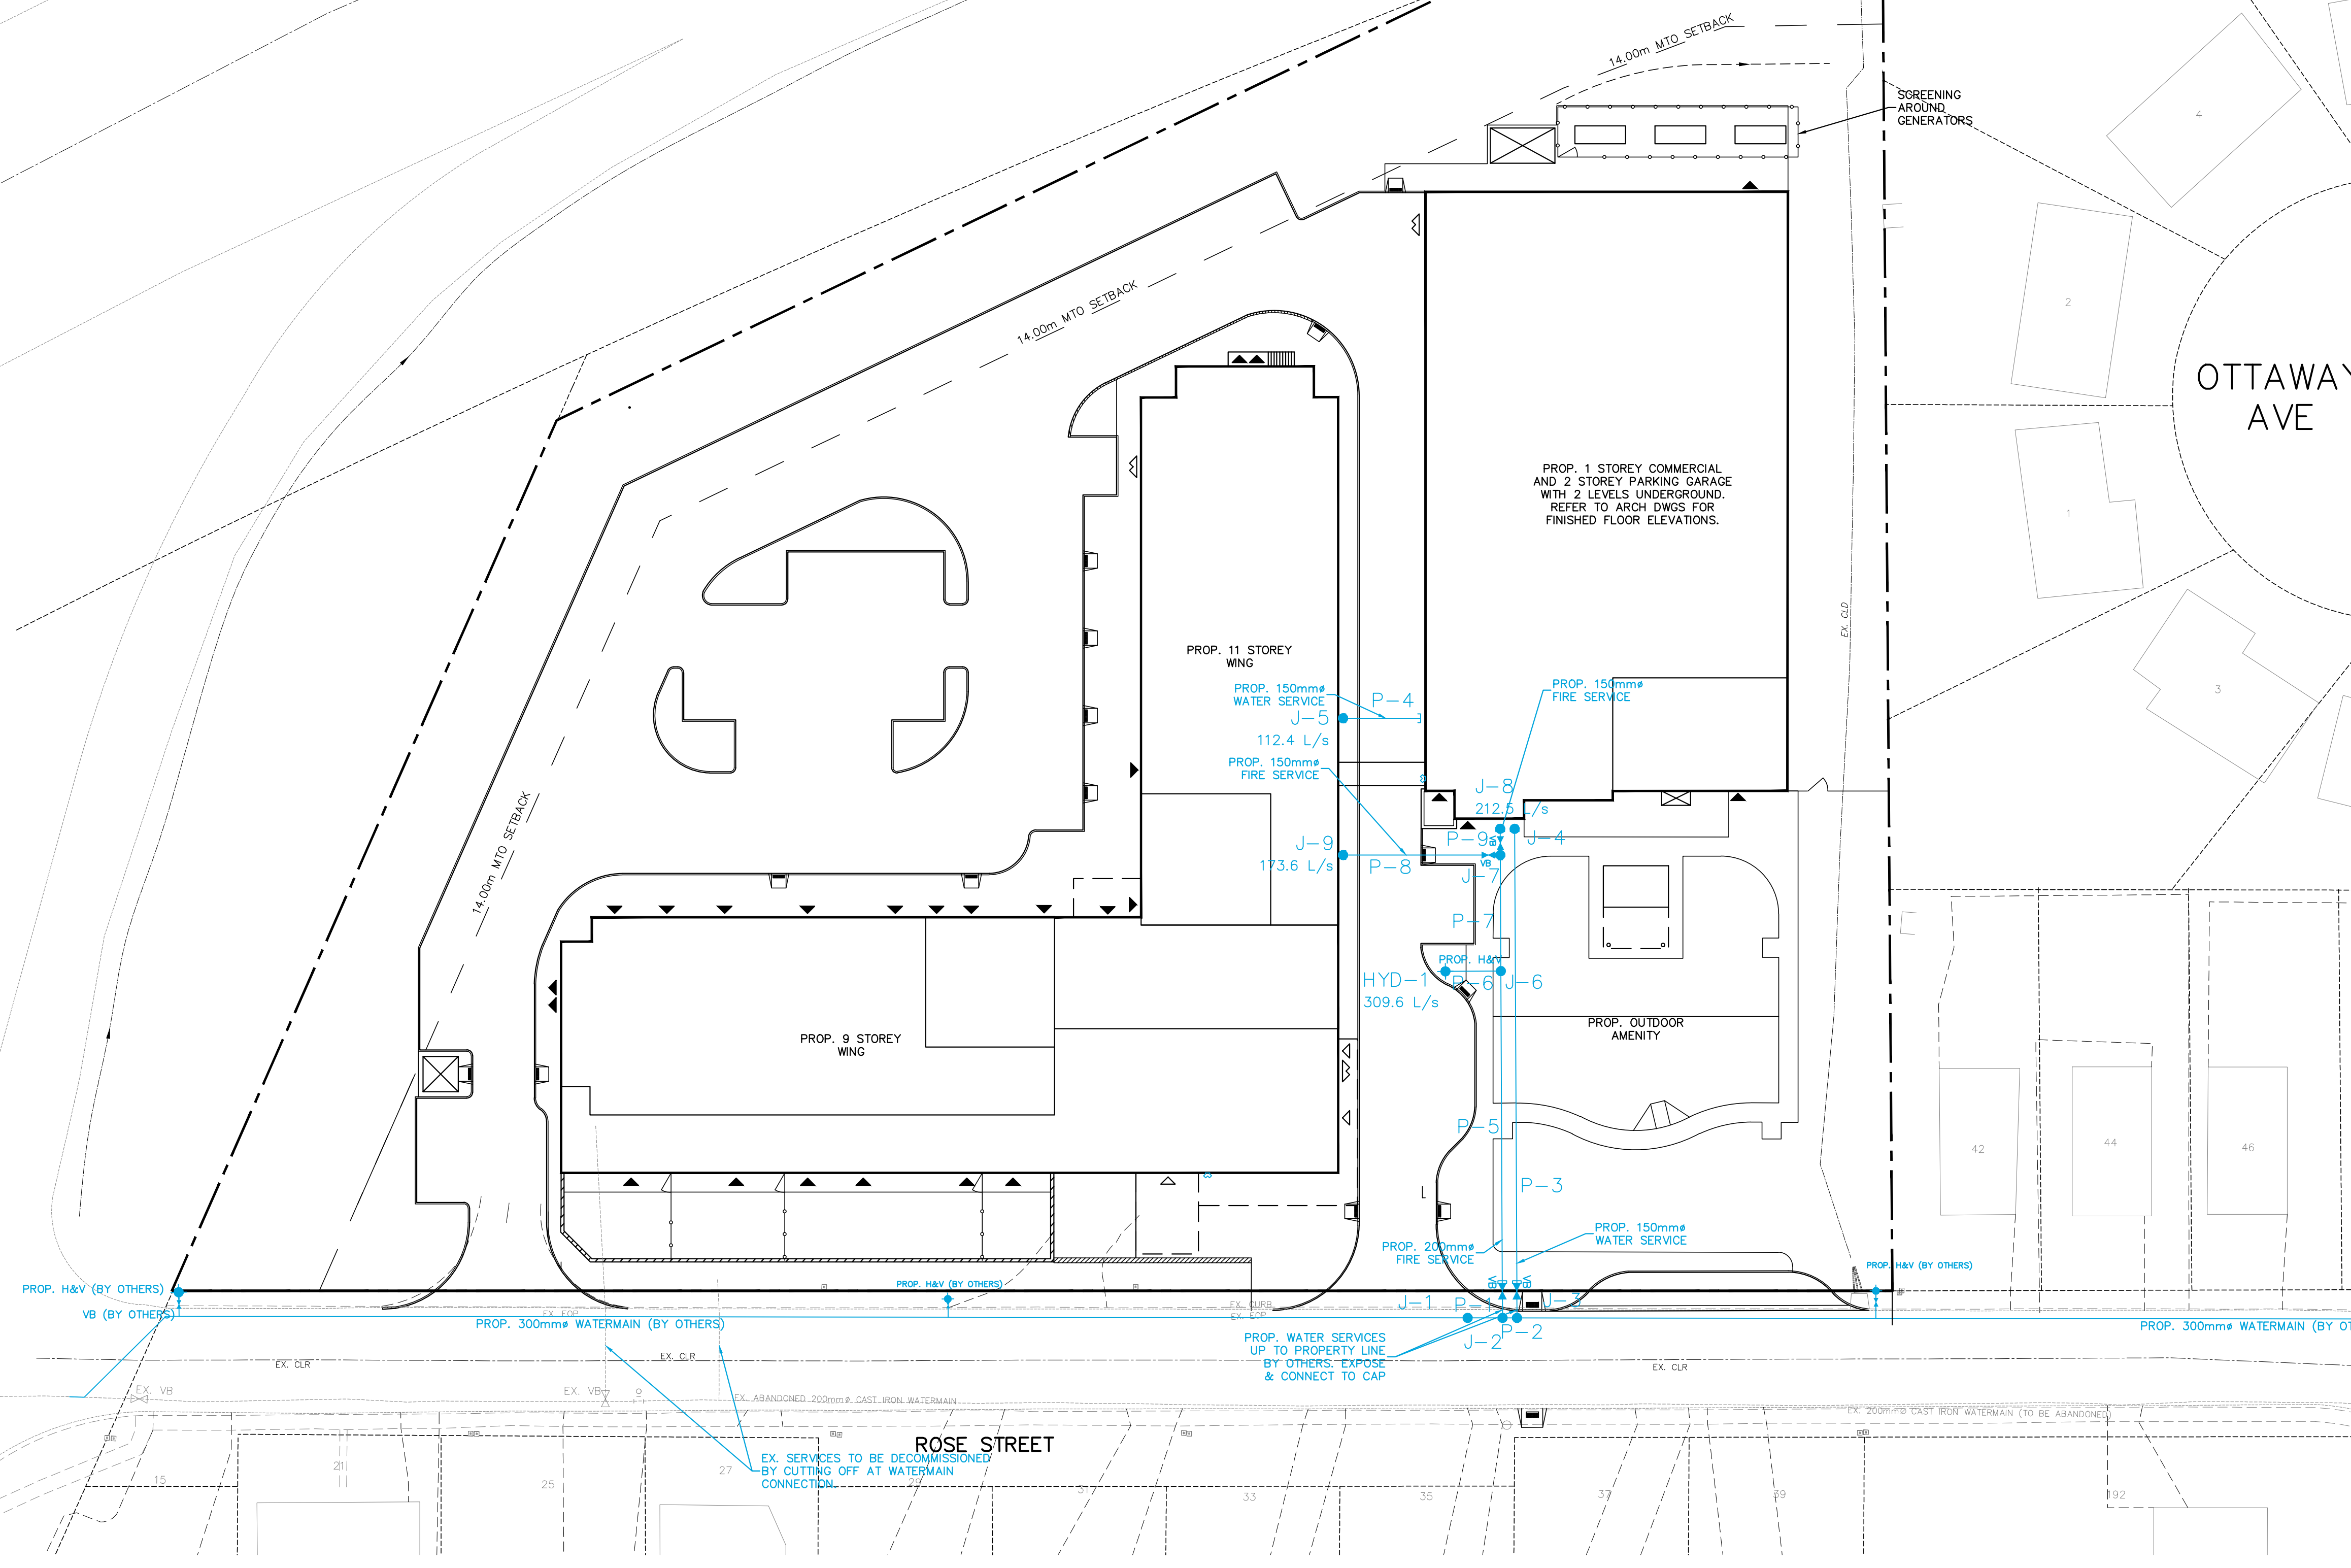 14.00m MTO SETBACK
SCREENING
AROUND
GENERATORS
4
2
OTTAWAY
AVE
1
3
14.00m MTO SETBACK
PROP. 1 STOREY COMMERCIAL
AND 2 STOREY PARKING GARAGE
WITH 2 LEVELS UNDERGROUND.
REFER TO ARCH DWGS FOR
FINISHED FLOOR ELEVATIONS.
EX. CLD
PROP. 11 STOREY
WING
PROP. 150mmø
WATER SERVICE
P-4
J-5
112.4 L/s
PROP. 150mmø
FIRE SERVICE
PROP. 150mmø
FIRE SERVICE
J-8
212.5 L/s
P-9
VB
J-4
J-9
173.6 L/s
P-8
VB
J-7
14.00m MTO SETBACK
P-7
PROP. H&V
HYD-1
P-6
J-6
309.6 L/s
PROP. 9 STOREY
WING
PROP. OUTDOOR
AMENITY
P-5
P-3
42
44
46
PROP. 150mmø
WATER SERVICE
PROP. 200mmø
FIRE SERVICE
PROP. H&V (BY OTHERS)
PROP. H&V (BY OTHERS)
PROP. H&V (BY OTHERS)
VB
VB
VB (BY OTHERS)
EX. EOP
EX. CURB
EX. EOP
J-1
P-1
J-3
PROP. 300mmø WATERMAIN (BY OTHERS)
P-2
J-2
PROP. 300mmø WATERMAIN (BY OT
PROP. WATER SERVICES
UP TO PROPERTY LINE
BY OTHERS. EXPOSE
& CONNECT TO CAP
EX. CLR
EX. CLR
EX. CLR
EX. VB
EX. VB
EX. ABANDONED 200mmø CAST IRON WATERMAIN
EX. 200mmø CAST IRON WATERMAIN (TO BE ABANDONED)
ROSE STREET
EX. SERVICES TO BE DECOMMISSIONED
BY CUTTING OFF AT WATERMAIN
CONNECTION.
15
21
25
27
29
31
33
35
37
39
192